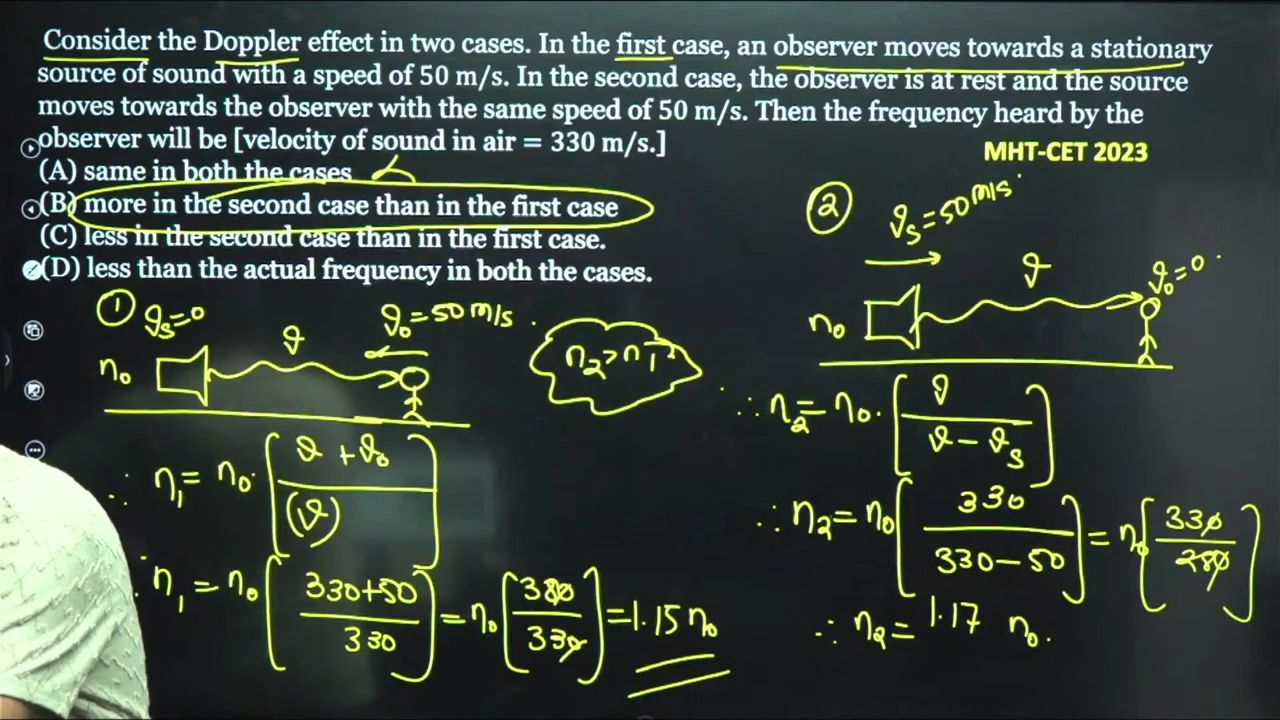 Consider the Doppler effect in two cases. In the first case, an observer moves towards a stationary
source of sound with a speed of 50 m/s. In the second case, the observer is at rest and the source
moves towards the observer with the same speed of 50 m/s. Then the frequency heard by the
observer will be [velocity of sound in air = 330 m/s.]
MHT-CET 2023
(A) same in both the cases
(B) more in the second case than in the first case
(C) less in the second case than in the first case.
(D) less than the actual frequency in both the cases.
① ϑs=0
ϑo=50 m/s.
ϑ
n₀
∴ n₁ = n₀ [(ϑ + ϑo)/(ϑ)]
∴ n₁ = n₀ [(330+50)/330] = n₀ [380/330] = 1.15 n₀
n₂ > n₁
② ϑs = 50 m/s
ϑ
ϑo=0
n₀
∴ n₂ = n₀ · [ϑ/(ϑ − ϑs)]
∴ n₂ = n₀ [330/(330−50)] = n₀ [330/280]
∴ n₂ = 1.17 n₀.